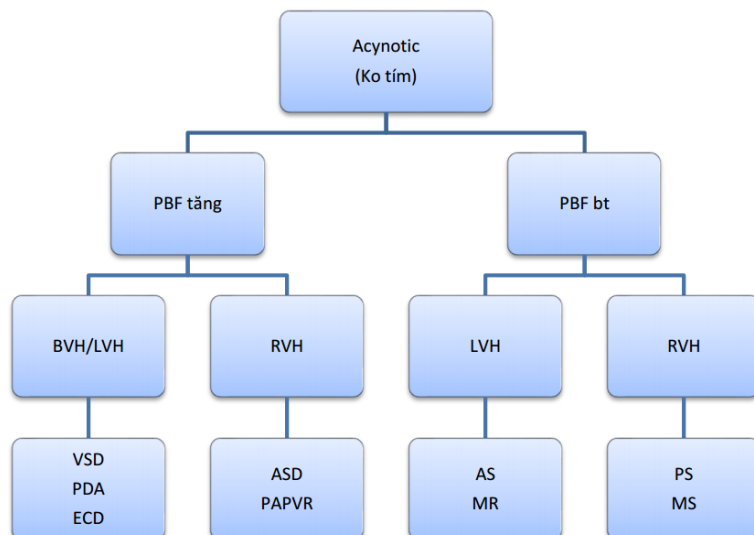 Acynotic
(Ko tím)
PBF tăng
PBF bt
BVH/LVH
RVH
LVH
RVH
VSD
PDA
ECD
ASD
PAPVR
AS
MR
PS
MS